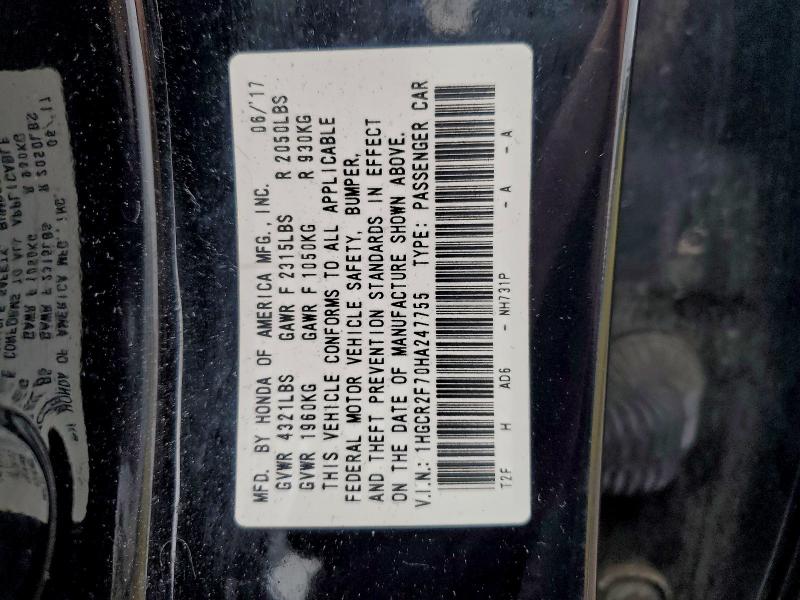 MFD. BY HONDA OF AMERICA MFG., INC. 06/'17
GVWR 4321LBS GAWR F 2315LBS R 2050LBS
GVWR 1960KG GAWR F 1050KG R 930KG
THIS VEHICLE CONFORMS TO ALL APPLICABLE
FEDERAL MOTOR VEHICLE SAFETY, BUMPER,
AND THEFT PREVENTION STANDARDS IN EFFECT
ON THE DATE OF MANUFACTURE SHOWN ABOVE.
V.I.N.: 1HGCR2F70HA247755 TYPE: PASSENGER CAR
T2F H AD6 - NH731P - A - A